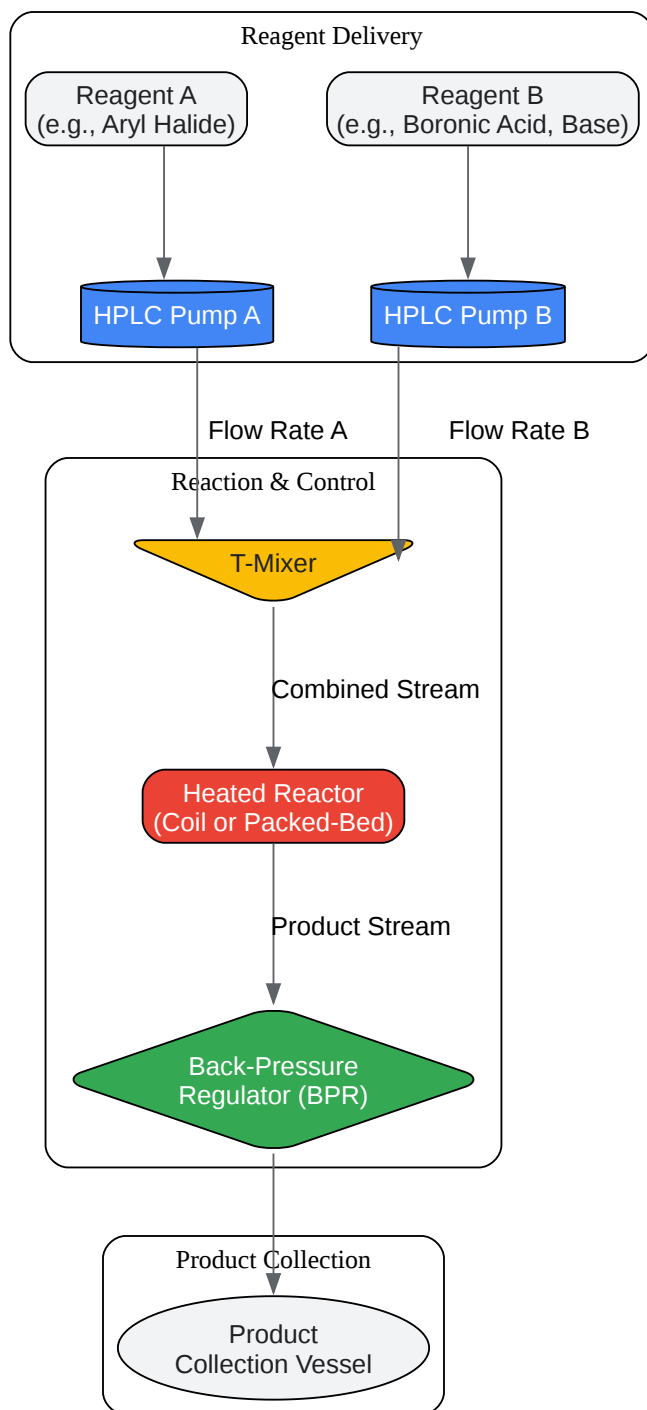 Reagent Delivery
Reagent A
(e.g., Aryl Halide)
Reagent B
(e.g., Boronic Acid, Base)
HPLC Pump A
HPLC Pump B
Flow Rate A
Flow Rate B
Reaction & Control
T-Mixer
Combined Stream
Heated Reactor
(Coil or Packed-Bed)
Product Stream
Back-Pressure
Regulator (BPR)
Product Collection
Product
Collection Vessel